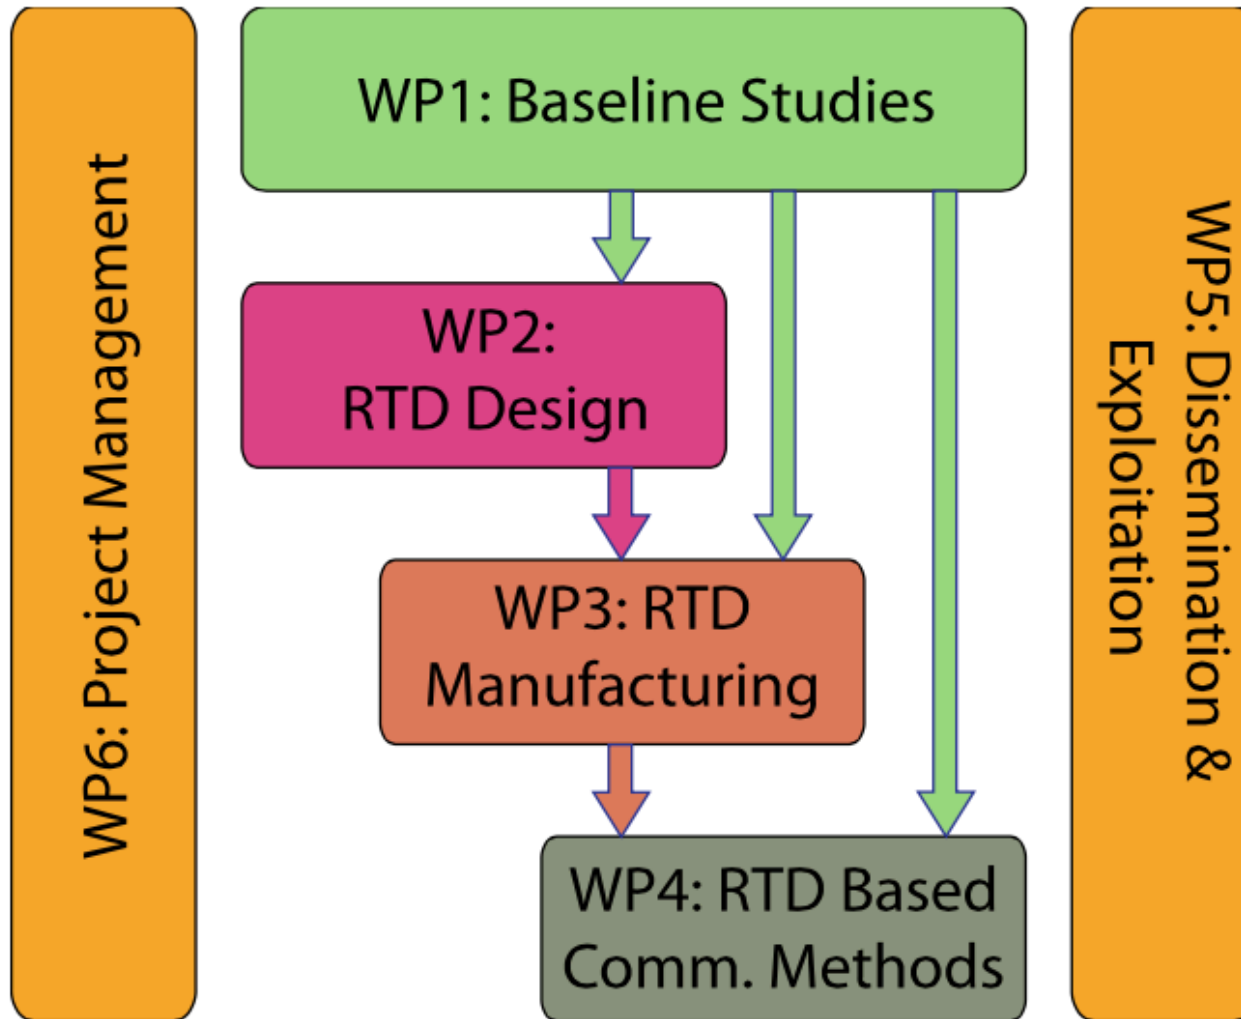 WP6: Project Management
WP1: Baseline Studies
WP2:
RTD Design
WP3: RTD
Manufacturing
WP4: RTD Based
Comm. Methods
WP5: Dissemination &
Exploitation